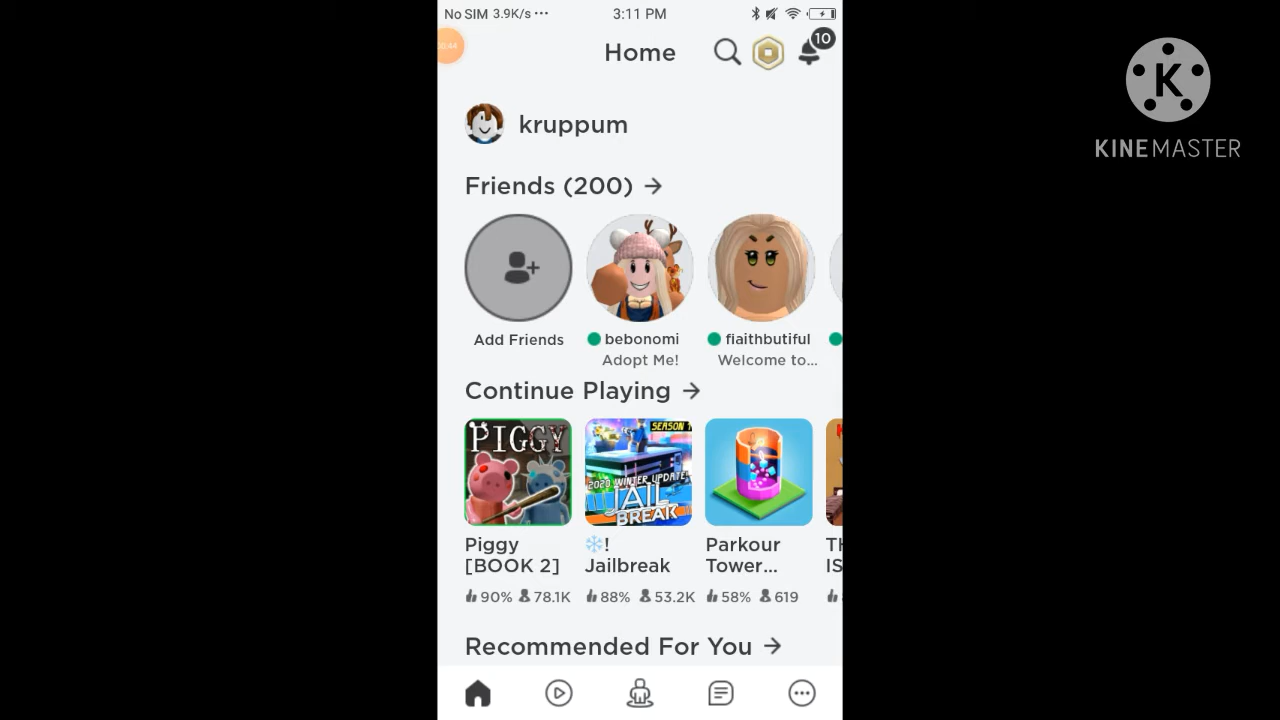 No SIM 3.9K/s ···
3:11 PM
00:44
Home
10
kruppum
Friends (200) →
Add Friends
bebonomi
Adopt Me!
fiaithbutiful
Welcome to...
Continue Playing →
PIGGY
SEASON
2020 WINTER UPDATE
JAIL
BREAK
Piggy
[BOOK 2]
90% 78.1K
❄️!
Jailbreak
88% 53.2K
Parkour
Tower...
58% 619
Recommended For You →
K
KINEMASTER